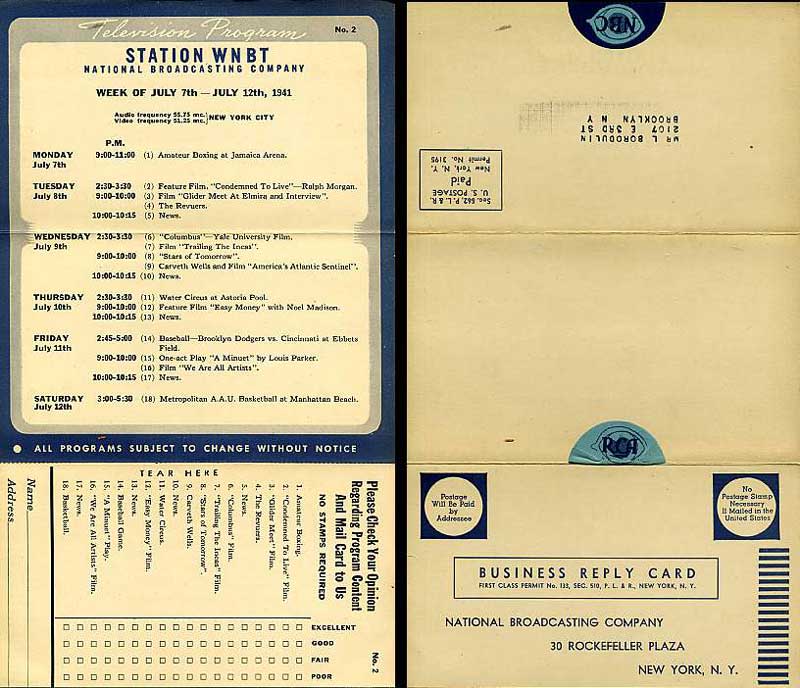 Television Program
No. 2
STATION WNBT
NATIONAL BROADCASTING COMPANY
WEEK OF JULY 7th — JULY 12th, 1941
Audio frequency 55.75 mc.
Video frequency 51.25 mc.
NEW YORK CITY
P.M.
MONDAY 9:00-11:00 (1) Amateur Boxing at Jamaica Arena.
July 7th
TUESDAY 2:30-3:30 (2) Feature Film, "Condemned To Live"—Ralph Morgan.
July 8th 9:00-10:00 (3) Film "Glider Meet At Elmira and Interview".
(4) The Revuers.
10:00-10:15 (5) News.
WEDNESDAY 2:30-3:30 (6) "Columbus"—Yale University Film.
July 9th (7) Film "Trailing The Incas".
9:00-10:00 (8) "Stars of Tomorrow".
(9) Carveth Wells and Film "America's Atlantic Sentinel".
10:00-10:15 (10) News.
THURSDAY 2:30-3:30 (11) Water Circus at Astoria Pool.
July 10th 9:00-10:00 (12) Feature Film "Easy Money" with Noel Madison.
10:00-10:15 (13) News.
FRIDAY 2:45-5:00 (14) Baseball—Brooklyn Dodgers vs. Cincinnati at Ebbets
July 11th Field.
9:00-10:00 (15) One-act Play "A Minuet" by Louis Parker.
(16) Film "We Are All Artists".
10:00-10:15 (17) News.
SATURDAY 3:00-5:30 (18) Metropolitan A.A.U. Basketball at Manhattan Beach.
July 12th
ALL PROGRAMS SUBJECT TO CHANGE WITHOUT NOTICE
TEAR HERE
Please Check Your Opinion
Regarding Program Content
And Mail Card to Us
NO STAMPS REQUIRED
1. Amateur Boxing.
2. "Condemned To Live" Film.
3. "Glider Meet" Film.
4. The Revuers.
5. News.
6. "Columbus" Film.
7. "Trailing The Incas" Film.
8. "Stars of Tomorrow".
9. Carveth Wells.
10. News.
11. Water Circus.
12. "Easy Money" Film.
13. News.
14. Baseball Game.
15. "A Minuet" Play.
16. "We Are All Artists" Film.
17. News.
18. Basketball.
EXCELLENT
GOOD
FAIR
POOR
No. 2
Name
Address
NBC
MR L BORODULIN
2107 E 3RD ST
BROOKLYN N Y
Sec. 562, P. L. & R.
U. S. POSTAGE
Paid
New York, N. Y.
Permit No. 3195
RCA
Postage
Will Be Paid
by
Addressee
No
Postage Stamp
Necessary
If Mailed in the
United States
BUSINESS REPLY CARD
FIRST CLASS PERMIT No. 133, SEC. 510, P. L. & R., NEW YORK, N. Y.
NATIONAL BROADCASTING COMPANY
30 ROCKEFELLER PLAZA
NEW YORK, N. Y.